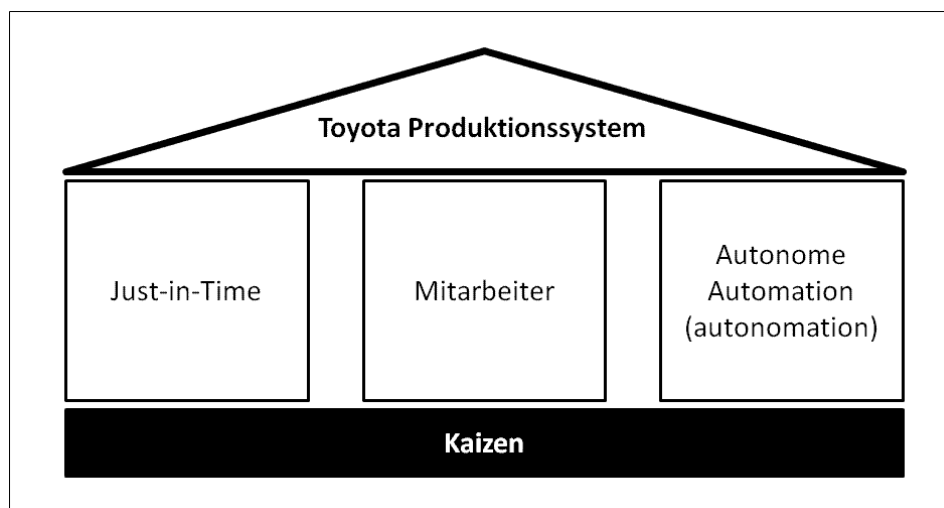 Toyota Produktionssystem
Just-in-Time
Mitarbeiter
Autonome
Automation
(autonomation)
Kaizen